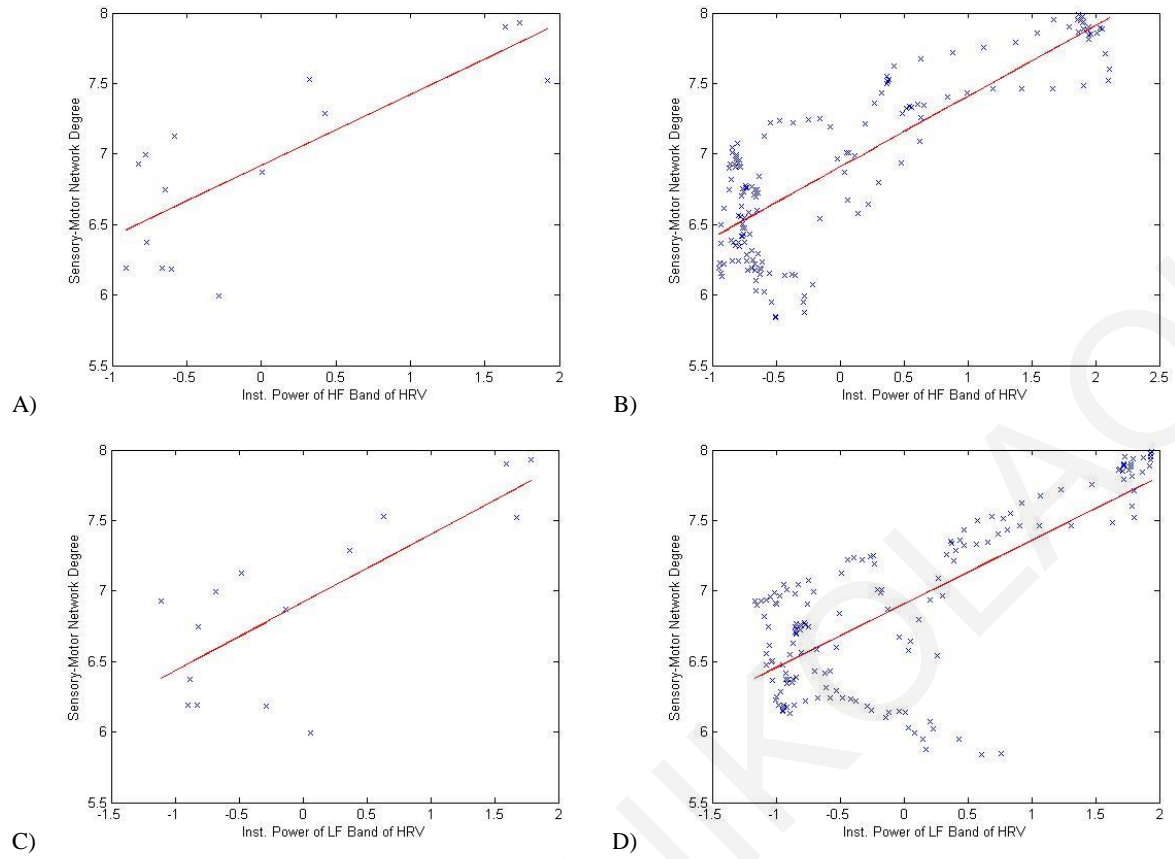 8
7.5
7
6.5
6
5.5
Sensory-Motor Network Degree
-1 -0.5 0 0.5 1 1.5 2
Inst. Power of HF Band of HRV
A)
8
7.5
7
6.5
6
5.5
Sensory-Motor Network Degree
-1 -0.5 0 0.5 1 1.5 2 2.5
Inst. Power of HF Band of HRV
B)
8
7.5
7
6.5
6
5.5
Sensory-Motor Network Degree
-1.5 -1 -0.5 0 0.5 1 1.5 2
Inst. Power of LF Band of HRV
C)
8
7.5
7
6.5
6
5.5
Sensory-Motor Network Degree
-1.5 -1 -0.5 0 0.5 1 1.5 2
Inst. Power of LF Band of HRV
D)